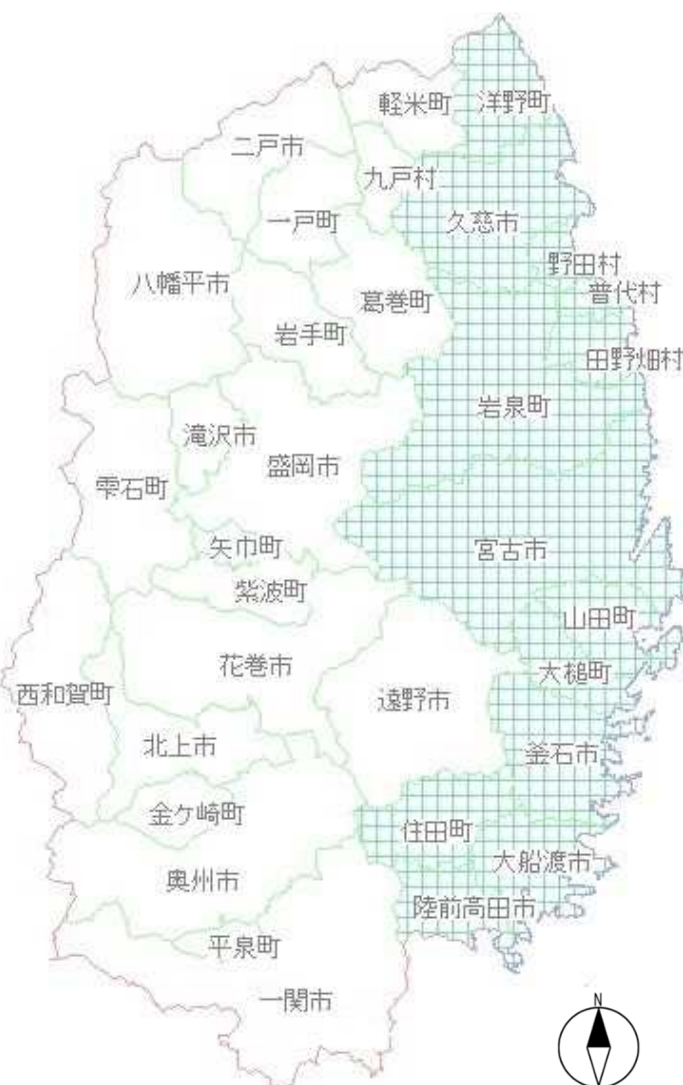 軽米町
洋野町
二戸市
九戸村
一戸町
久慈市
野田村
八幡平市
普代村
葛巻町
岩手町
田野畑村
岩泉町
滝沢市
盛岡市
雫石町
矢巾町
宮古市
紫波町
山田町
花巻市
大槌町
西和賀町
遠野市
北上市
釜石市
金ケ崎町
住田町
大船渡市
奥州市
陸前高田市
平泉町
一関市
N